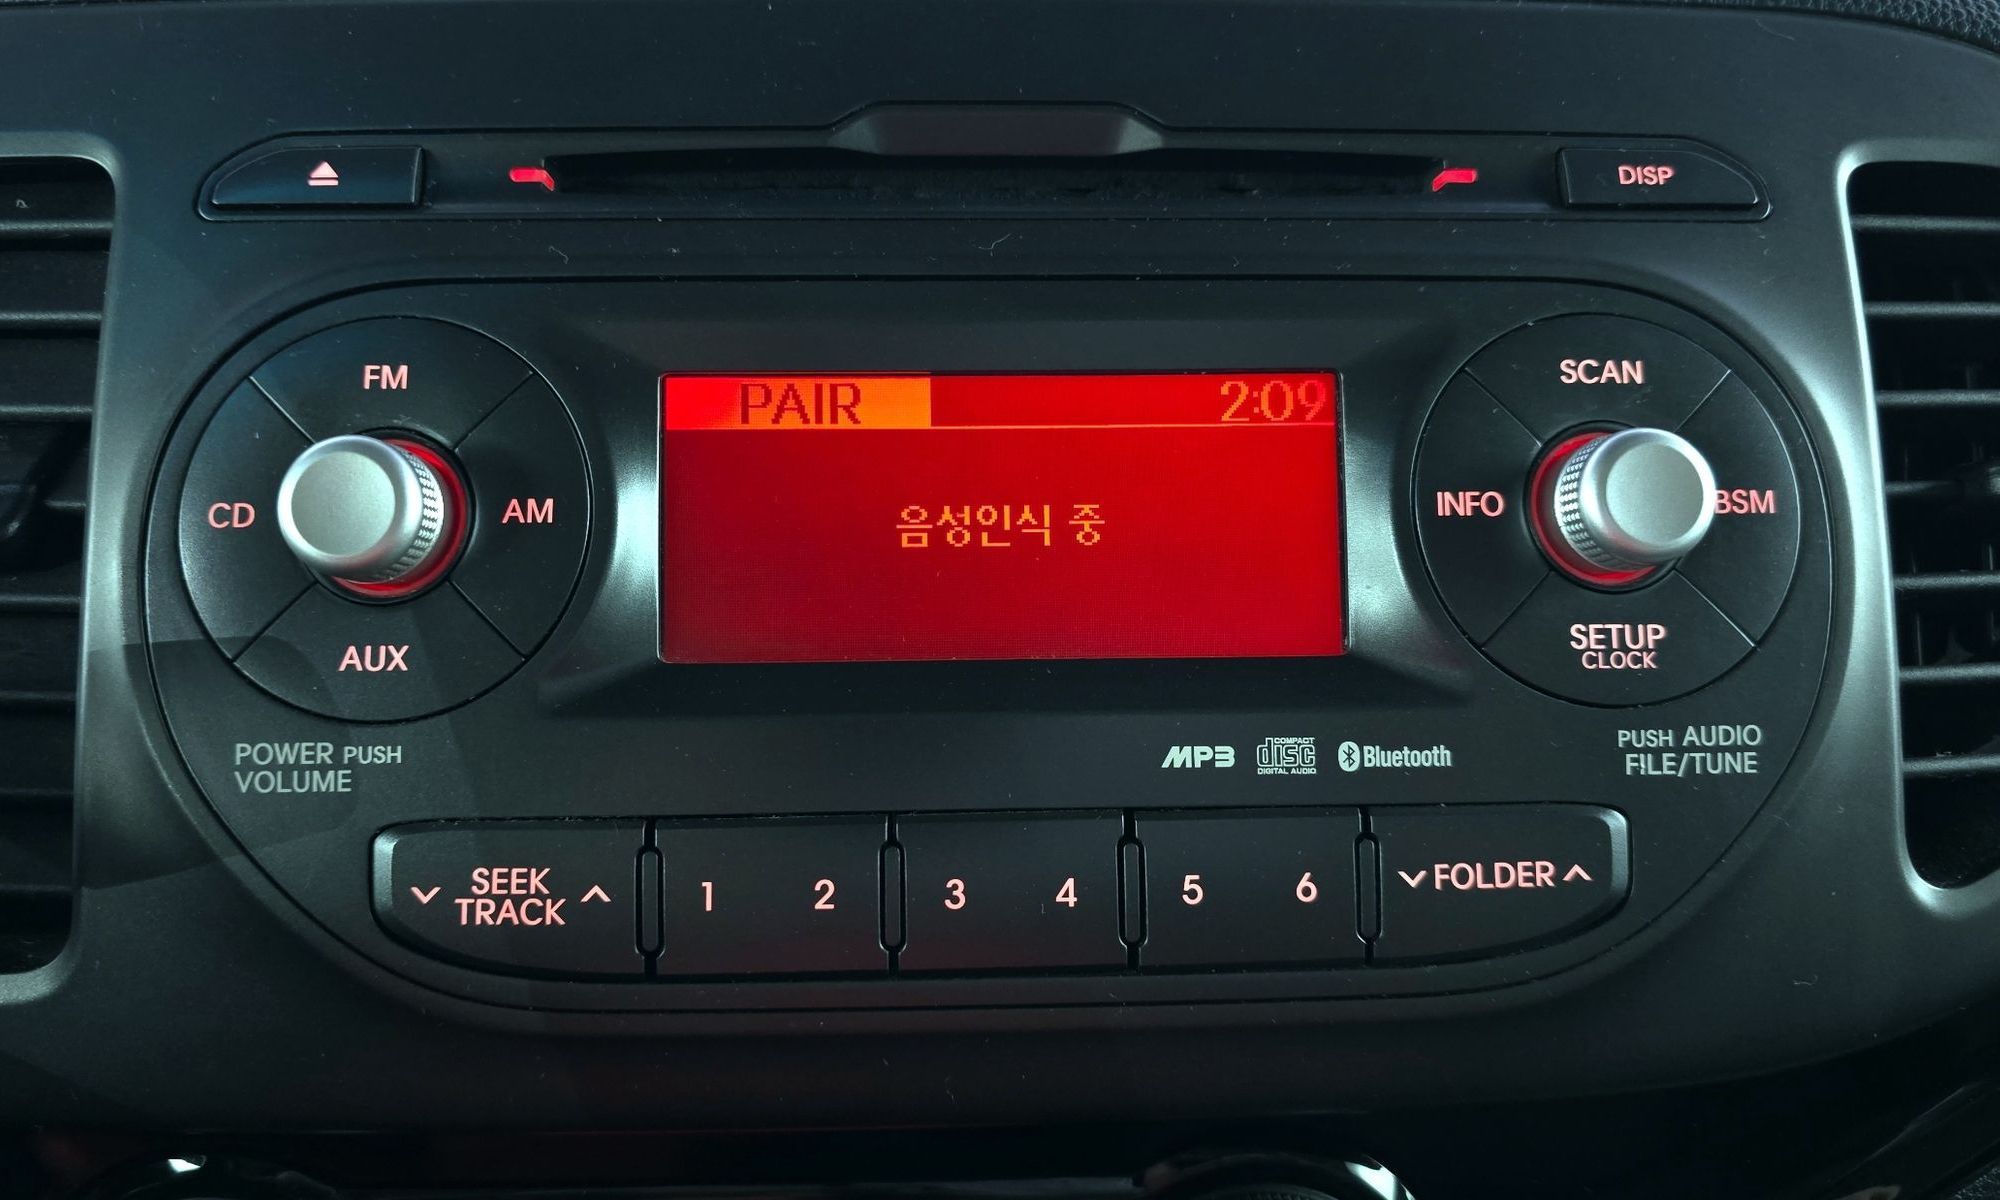 DISP
FM
CD
AM
AUX
PAIR 2:09
음성인식 중
SCAN
INFO
BSM
SETUP
CLOCK
POWER PUSH
VOLUME
MP3
COMPACT
disc
DIGITAL AUDIO
Bluetooth
PUSH AUDIO
FILE/TUNE
SEEK
TRACK
1 2 3 4 5 6
FOLDER